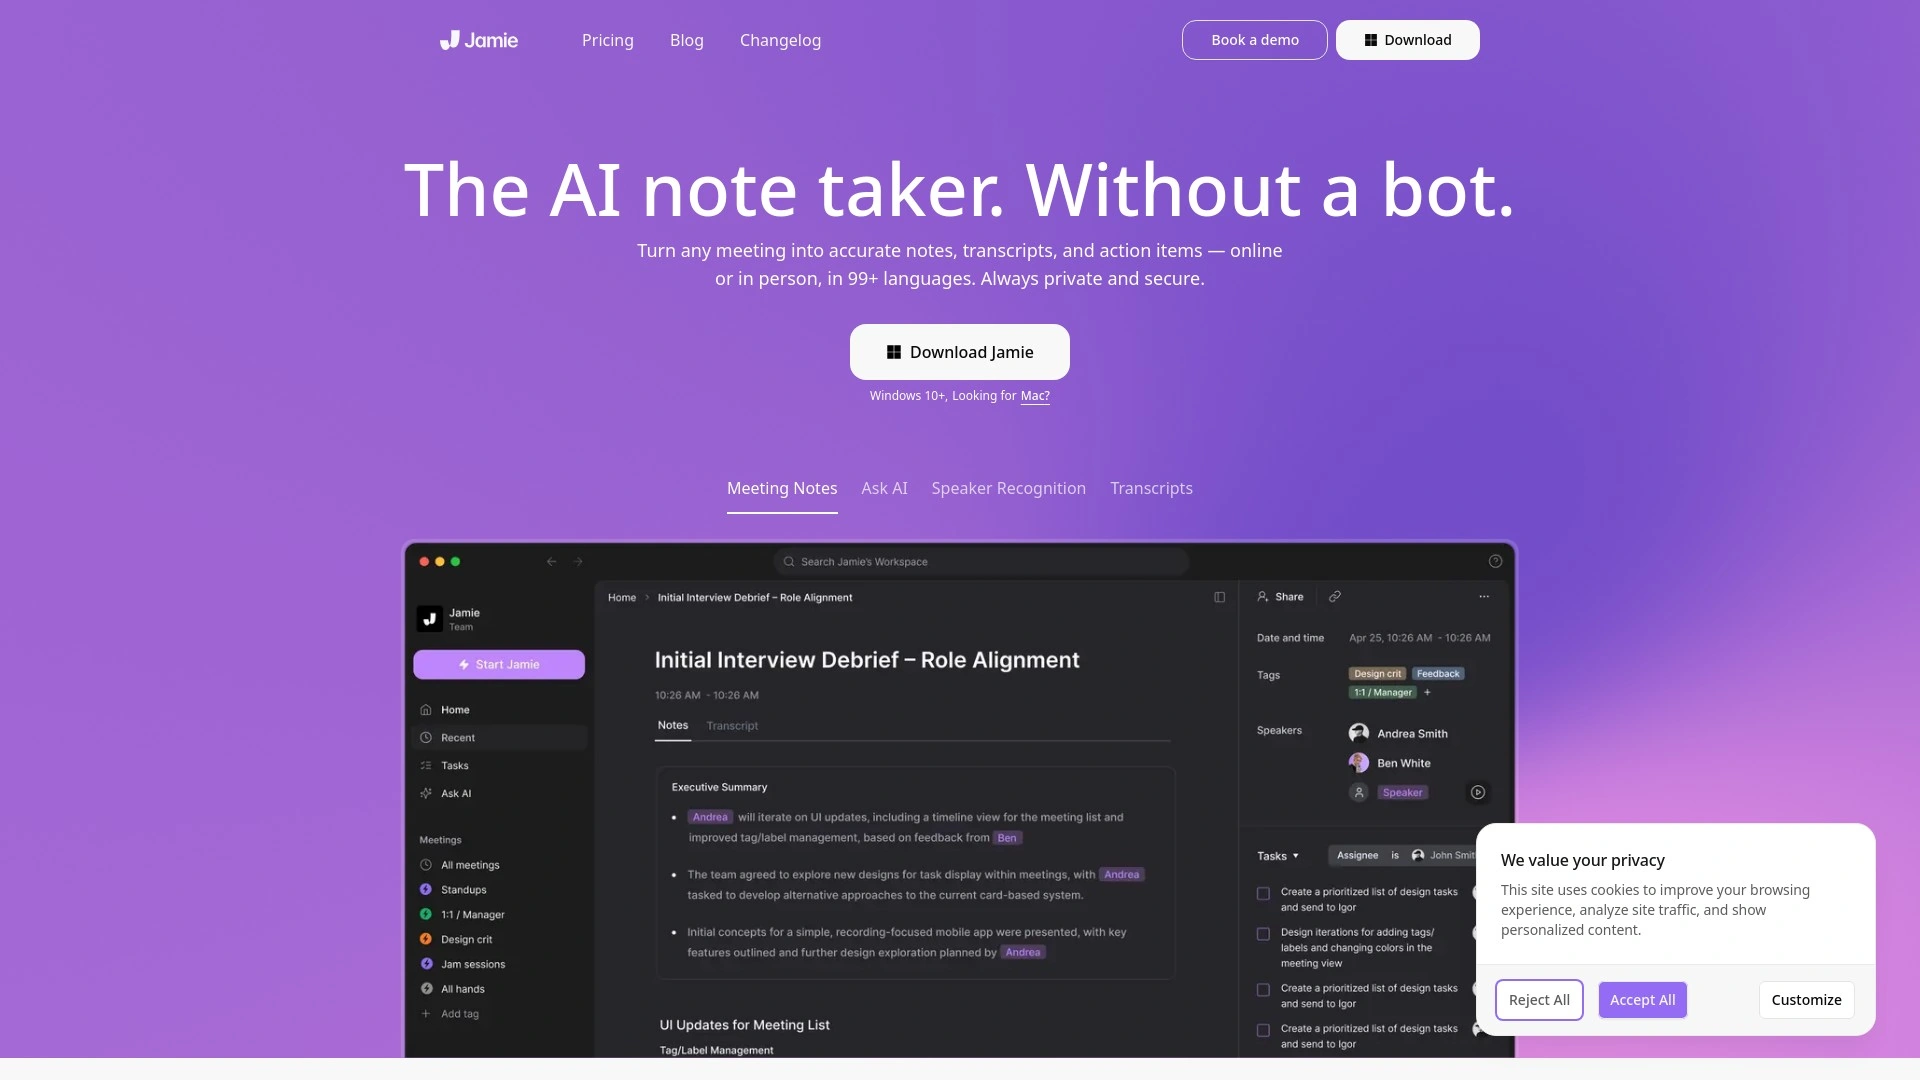 Jamie
Pricing
Blog
Changelog
Book a demo
Download
The AI note taker. Without a bot.
Turn any meeting into accurate notes, transcripts, and action items — online
or in person, in 99+ languages. Always private and secure.
Download Jamie
Windows 10+, Looking for Mac?
Meeting Notes
Ask AI
Speaker Recognition
Transcripts
Search Jamie's Workspace
Jamie
Team
Start Jamie
Home
Recent
Tasks
Ask AI
Meetings
All meetings
Standups
1:1 / Manager
Design crit
Jam sessions
All hands
Add tag
Home
Initial Interview Debrief – Role Alignment
Initial Interview Debrief – Role Alignment
10:26 AM - 10:26 AM
Notes
Transcript
Executive Summary
Andrea will iterate on UI updates, including a timeline view for the meeting list and
improved tag/label management, based on feedback from Ben
The team agreed to explore new designs for task display within meetings, with Andrea
tasked to develop alternative approaches to the current card-based system.
Initial concepts for a simple, recording-focused mobile app were presented, with key
features outlined and further design exploration planned by Andrea
UI Updates for Meeting List
Tag/Label Management
Share
Date and time
Apr 25, 10:26 AM - 10:26 AM
Tags
Design crit
Feedback
1:1 / Manager
Speakers
Andrea Smith
Ben White
Speaker
Tasks
Assignee is John
Create a prioritized list of design tasks
and send to Igor
Design iterations for adding tags/
labels and changing colors in the
meeting view
Create a prioritized list of design tasks
and send to Igor
Create a prioritized list of design tasks
and send to Igor
We value your privacy
This site uses cookies to improve your browsing
experience, analyze site traffic, and show
personalized content.
Reject All
Accept All
Customize